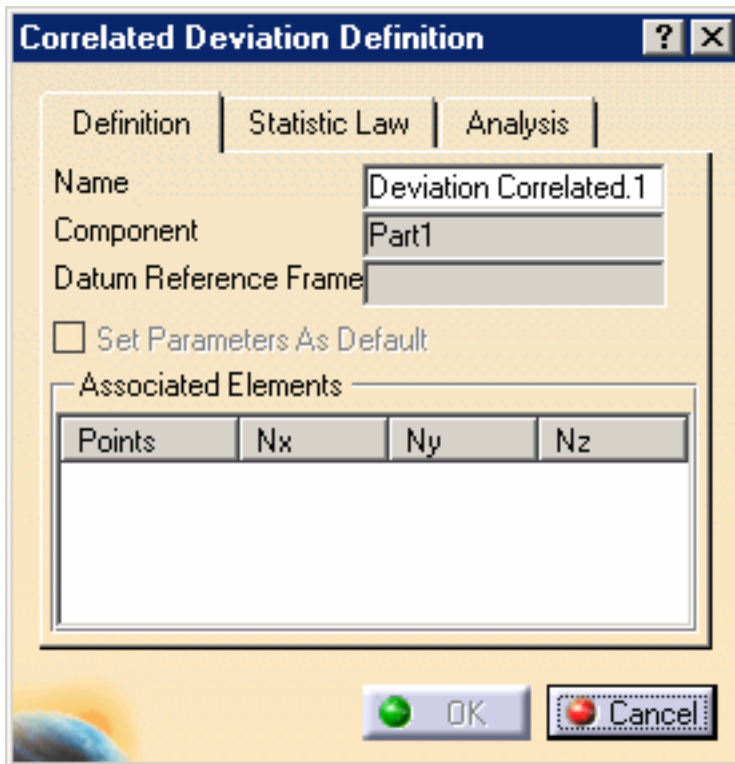 Correlated Deviation Definition ? X
Definition Statistic Law Analysis
Name Deviation Correlated.1
Component Part1
Datum Reference Frame
Set Parameters As Default
Associated Elements
Points Nx Ny Nz
OK Cancel